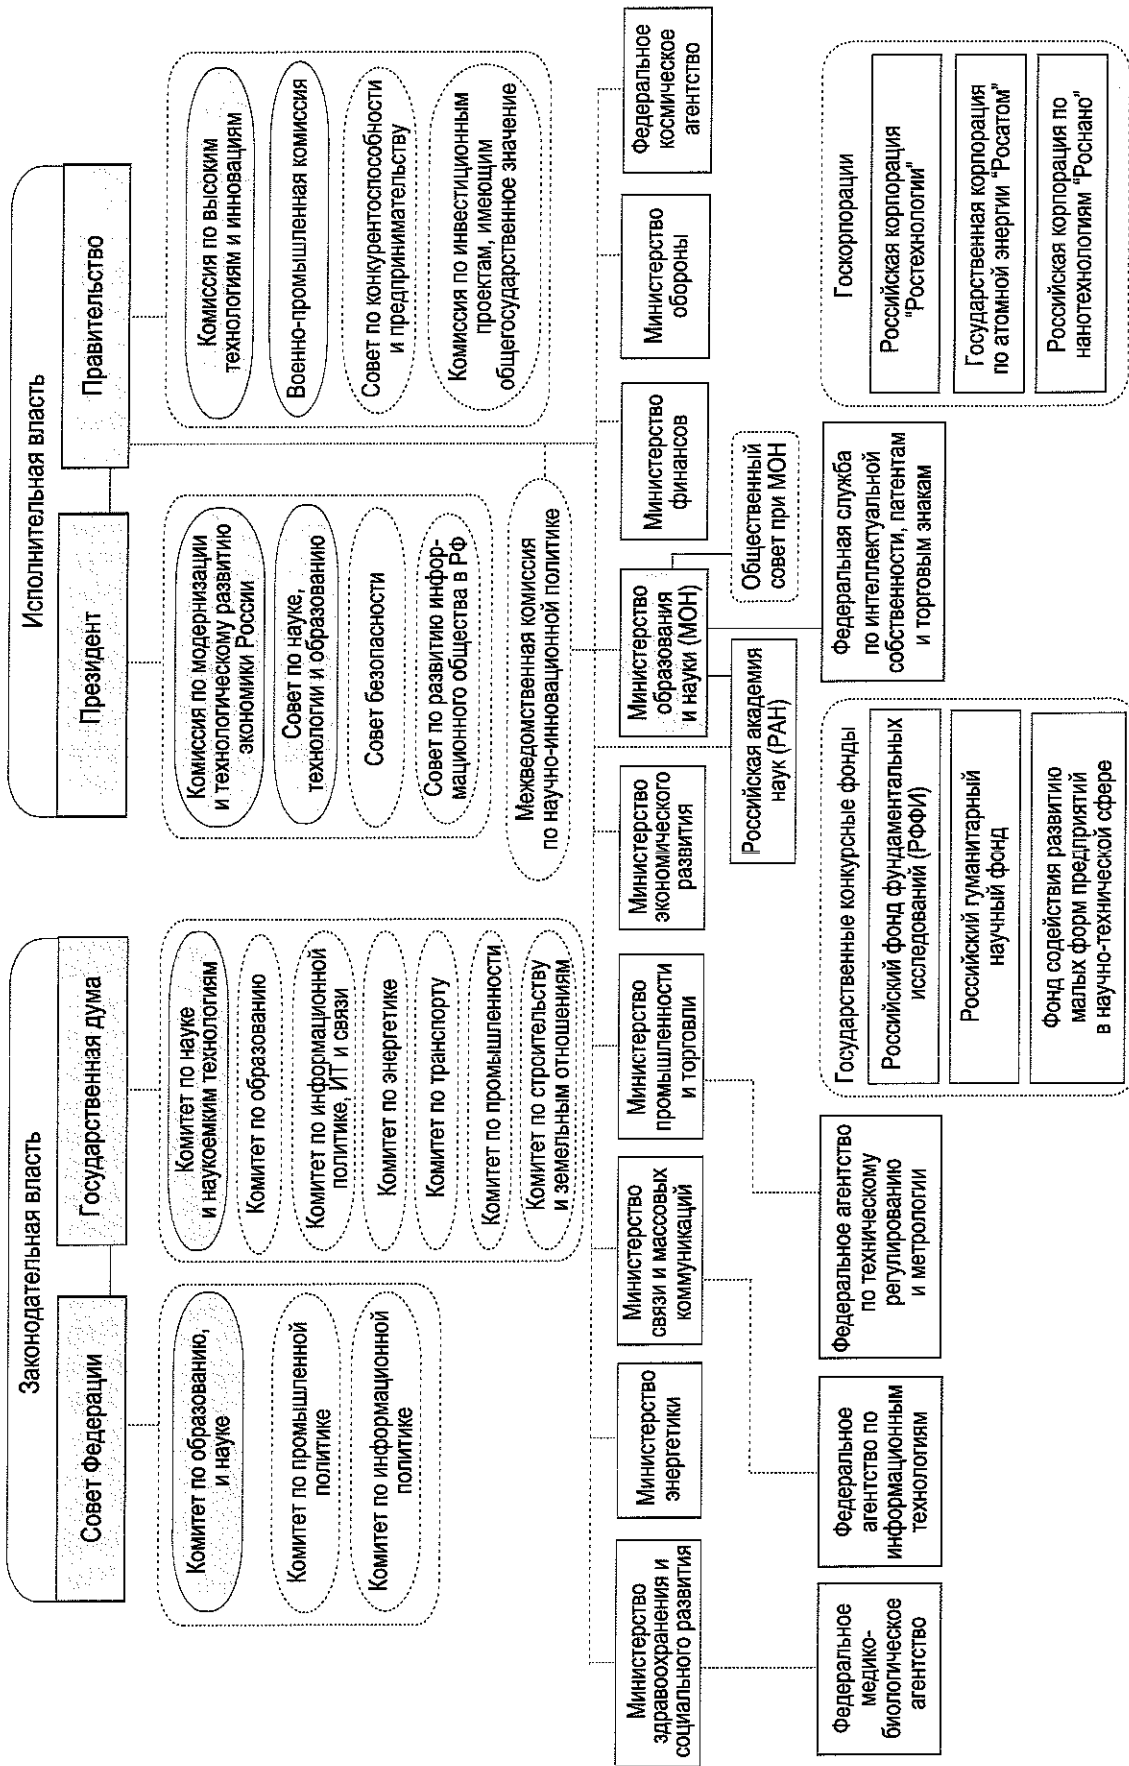 Законодательная власть
Совет Федерации
Государственная дума
Исполнительная власть
Президент
Правительство
Комитет по образованию,
и науке
Комитет по промышленной
политике
Комитет по информационной
политике
Комитет по науке
и наукоемким технологиям
Комитет по образованию
Комитет по информационной
политике, ИТ и связи
Комитет по энергетике
Комитет по транспорту
Комитет по промышленности
Комитет по строительству
и земельным отношениям
Комиссия по модернизации
и технологическому развитию
экономики России
Совет по науке,
технологии и образованию
Совет безопасности
Совет по развитию инфор-
мационного общества в РФ
Комиссия по высоким
технологиям и инновациям
Военно-промышленная комиссия
Совет по конкурентоспособности
и предпринимательству
Комиссия по инвестиционным
проектам, имеющим
общегосударственное значение
Межведомственная комиссия
по научно-инновационной политике
Министерство
здравоохранения и
социального развития
Министерство
энергетики
Министерство
связи и массовых
коммуникаций
Министерство
промышленности
и торговли
Министерство
экономического
развития
Министерство
образования
и науки (МОН)
Министерство
финансов
Министерство
обороны
Федеральное
космическое
агентство
Российская академия
наук (РАН)
Общественный
совет при МОН
Федеральное
медико-
биологическое
агентство
Федеральное
агентство по
информационным
технологиям
Федеральное агентство
по техническому
регулированию
и метрологии
Государственные конкурсные фонды
Российский фонд фундаментальных
исследований (РФФИ)
Российский гуманитарный
научный фонд
Фонд содействия развитию
малых форм предприятий
в научно-технической сфере
Федеральная служба
по интеллектуальной
собственности, патентам
и торговым знакам
Госкорпорации
Российская корпорация
“Ростехнологии”
Государственная корпорация
по атомной энергии “Росатом”
Российская корпорация по
нанотехнологиям “Роснано”